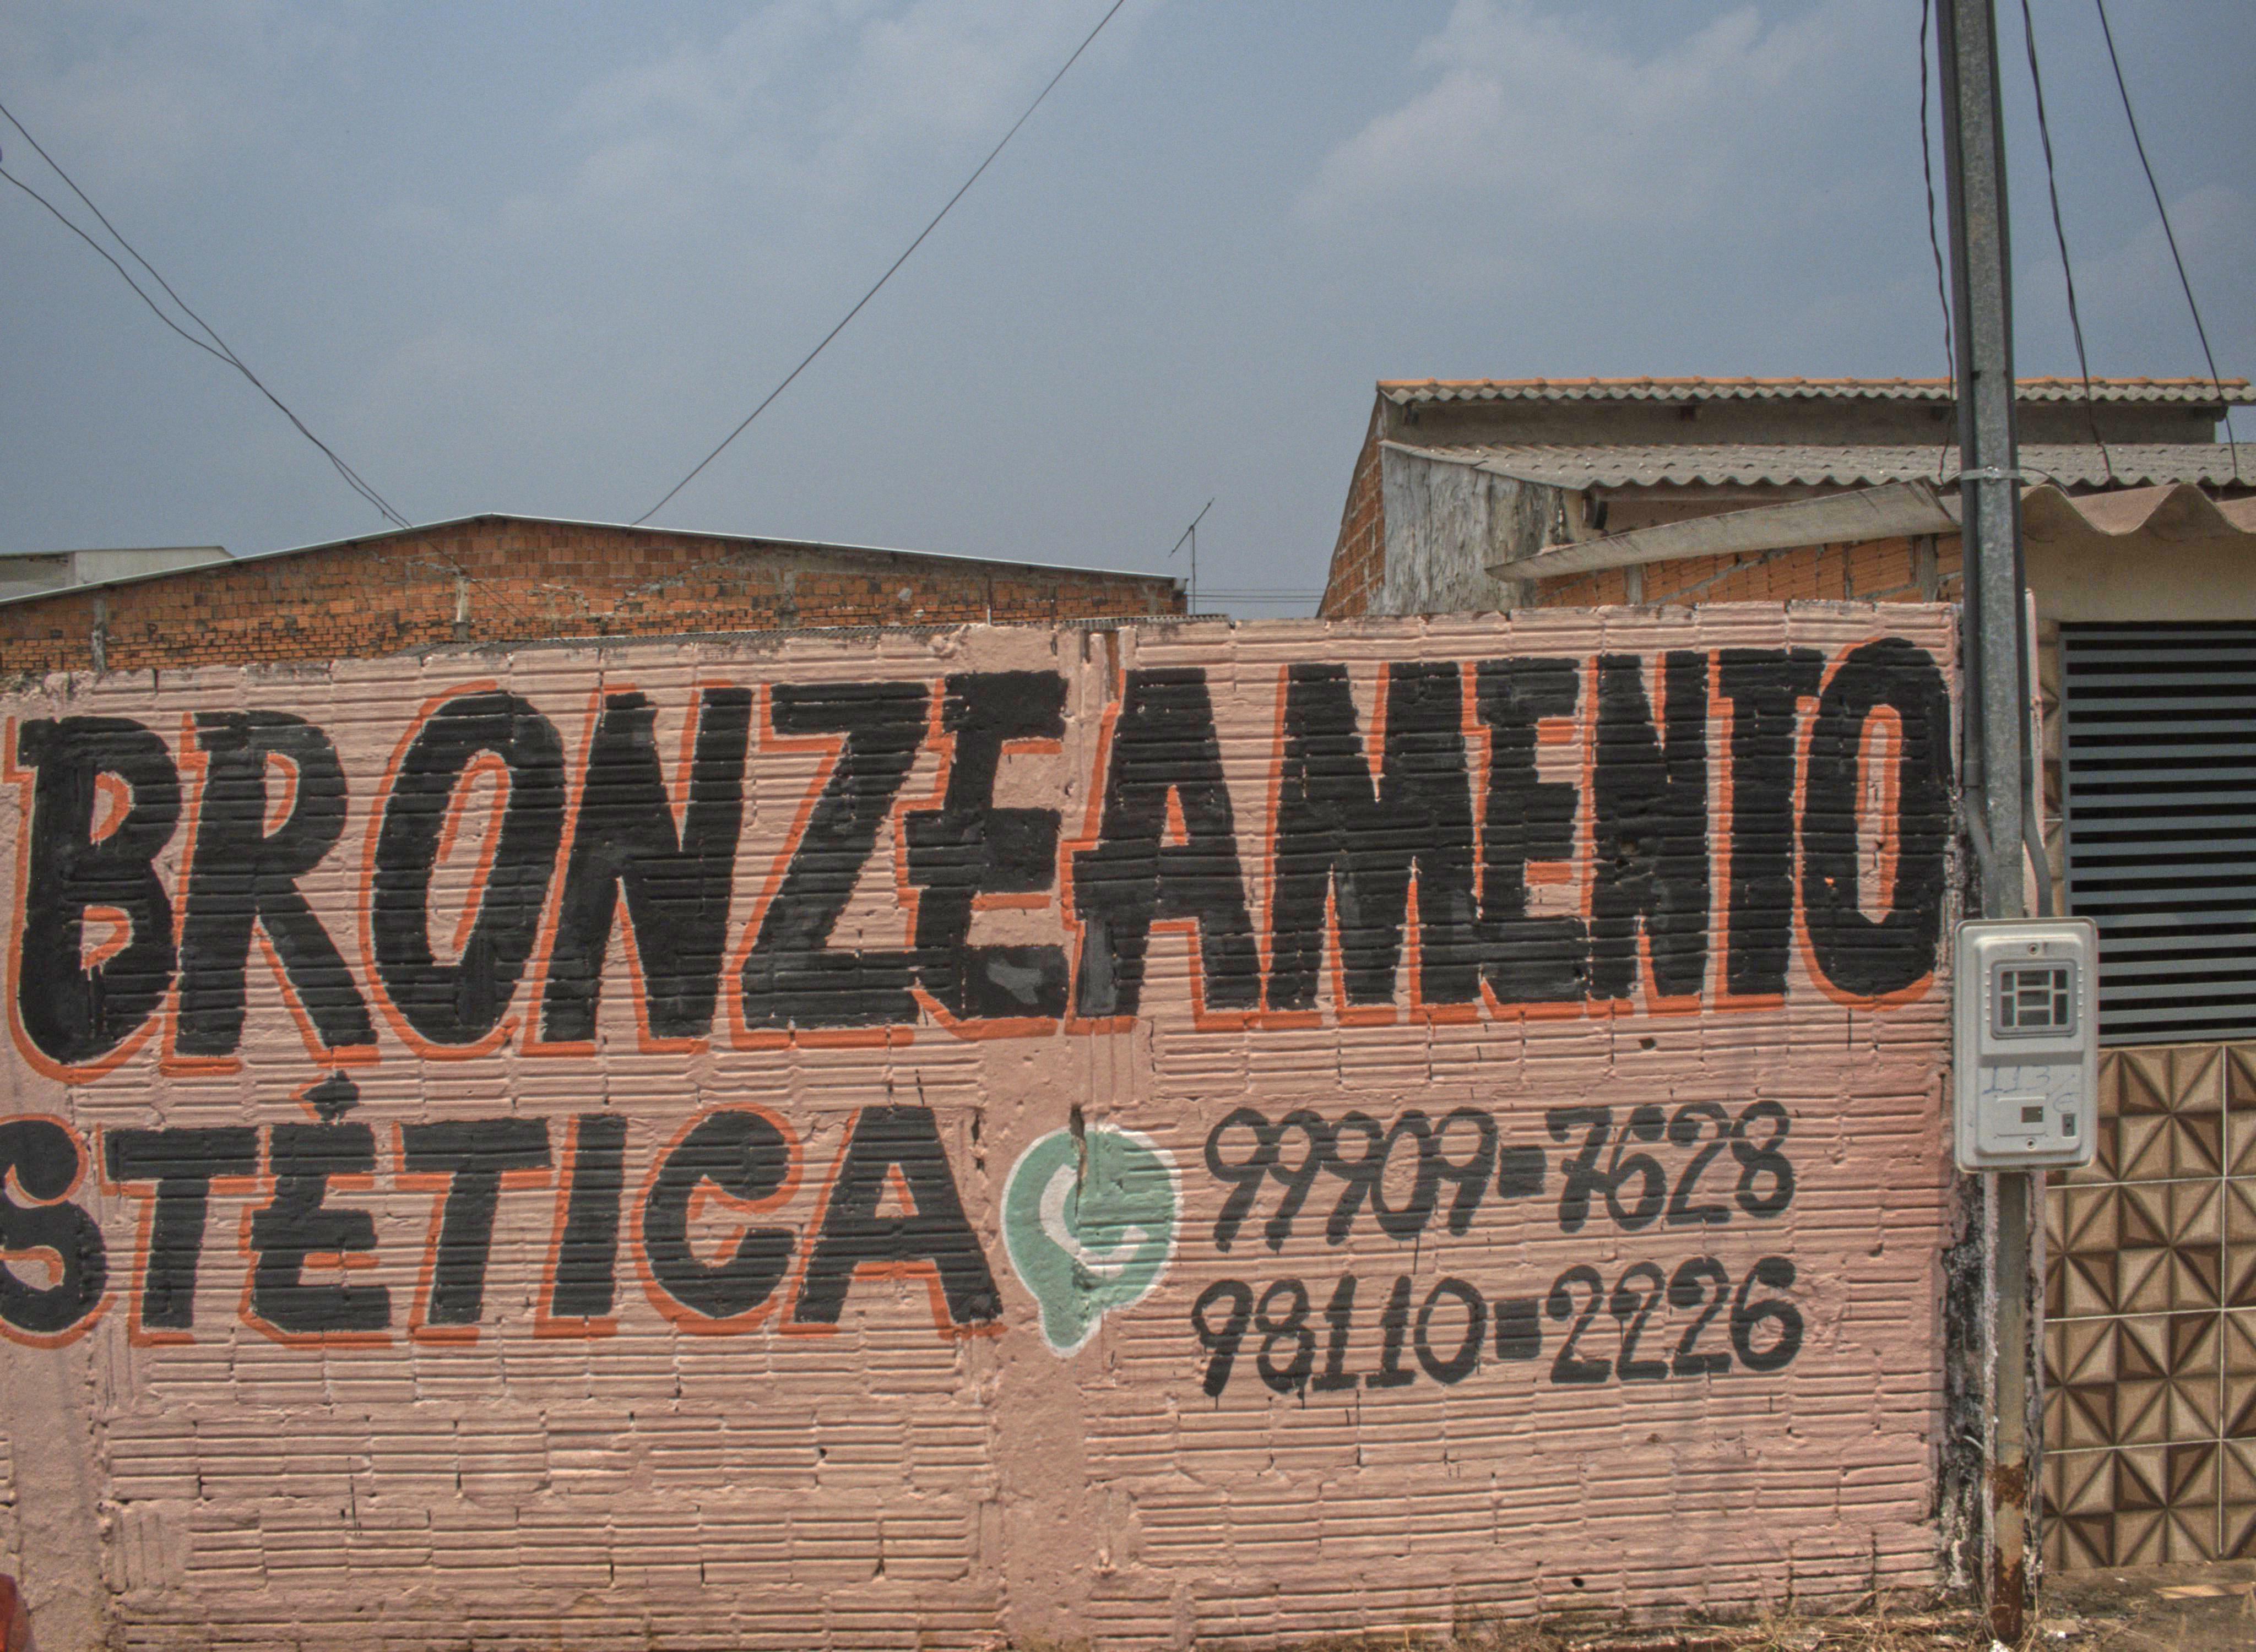 BRONZEAMENTO
STÉTICA
99909-7628
98110-2226